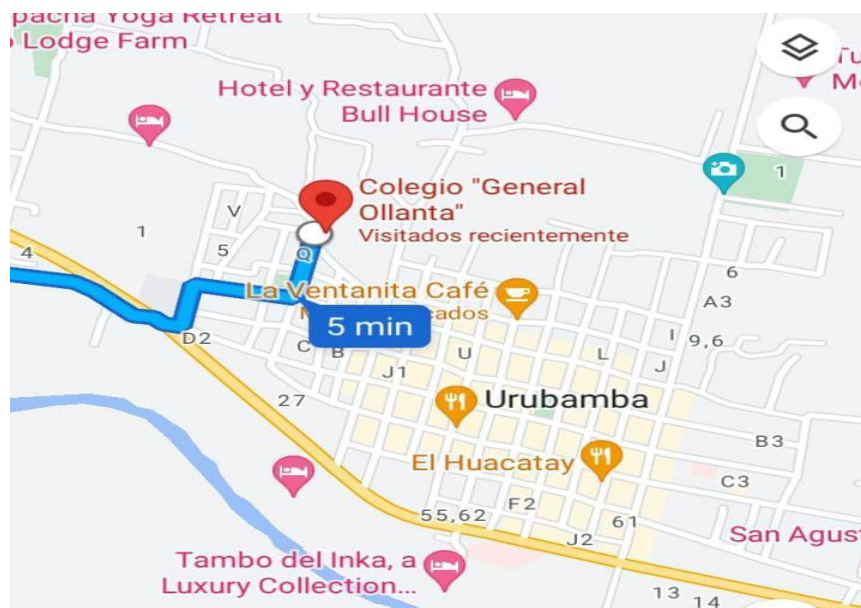 pacha Yoga Retreat
Lodge Farm
Tu
M
Hotel y Restaurante
Bull House
1
Colegio "General
Ollanta"
Visitados recientemente
V
1
5
4
Q
6
La Ventanita Café
cados
A3
5 min
I
9,6
D2
C
B
U
L
J
J1
27
Urubamba
B3
El Huacatay
C3
F2
55,62
61
J2
San Agus
Tambo del Inka, a
Luxury Collection...
13
14